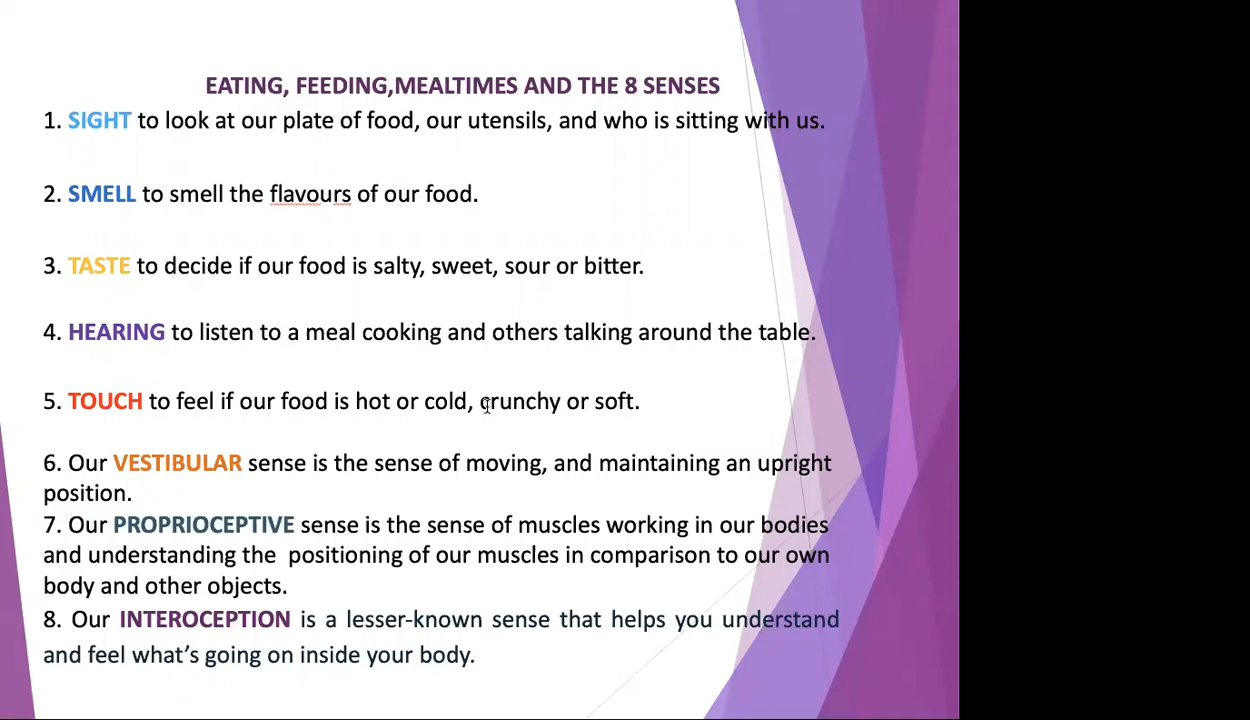 EATING, FEEDING,MEALTIMES AND THE 8 SENSES
1. SIGHT to look at our plate of food, our utensils, and who is sitting with us.
2. SMELL to smell the flavours of our food.
3. TASTE to decide if our food is salty, sweet, sour or bitter.
4. HEARING to listen to a meal cooking and others talking around the table.
5. TOUCH to feel if our food is hot or cold, crunchy or soft.
6. Our VESTIBULAR sense is the sense of moving, and maintaining an upright
position.
7. Our PROPRIOCEPTIVE sense is the sense of muscles working in our bodies
and understanding the  positioning of our muscles in comparison to our own
body and other objects.
8. Our INTEROCEPTION is a lesser-known sense that helps you understand
and feel what’s going on inside your body.